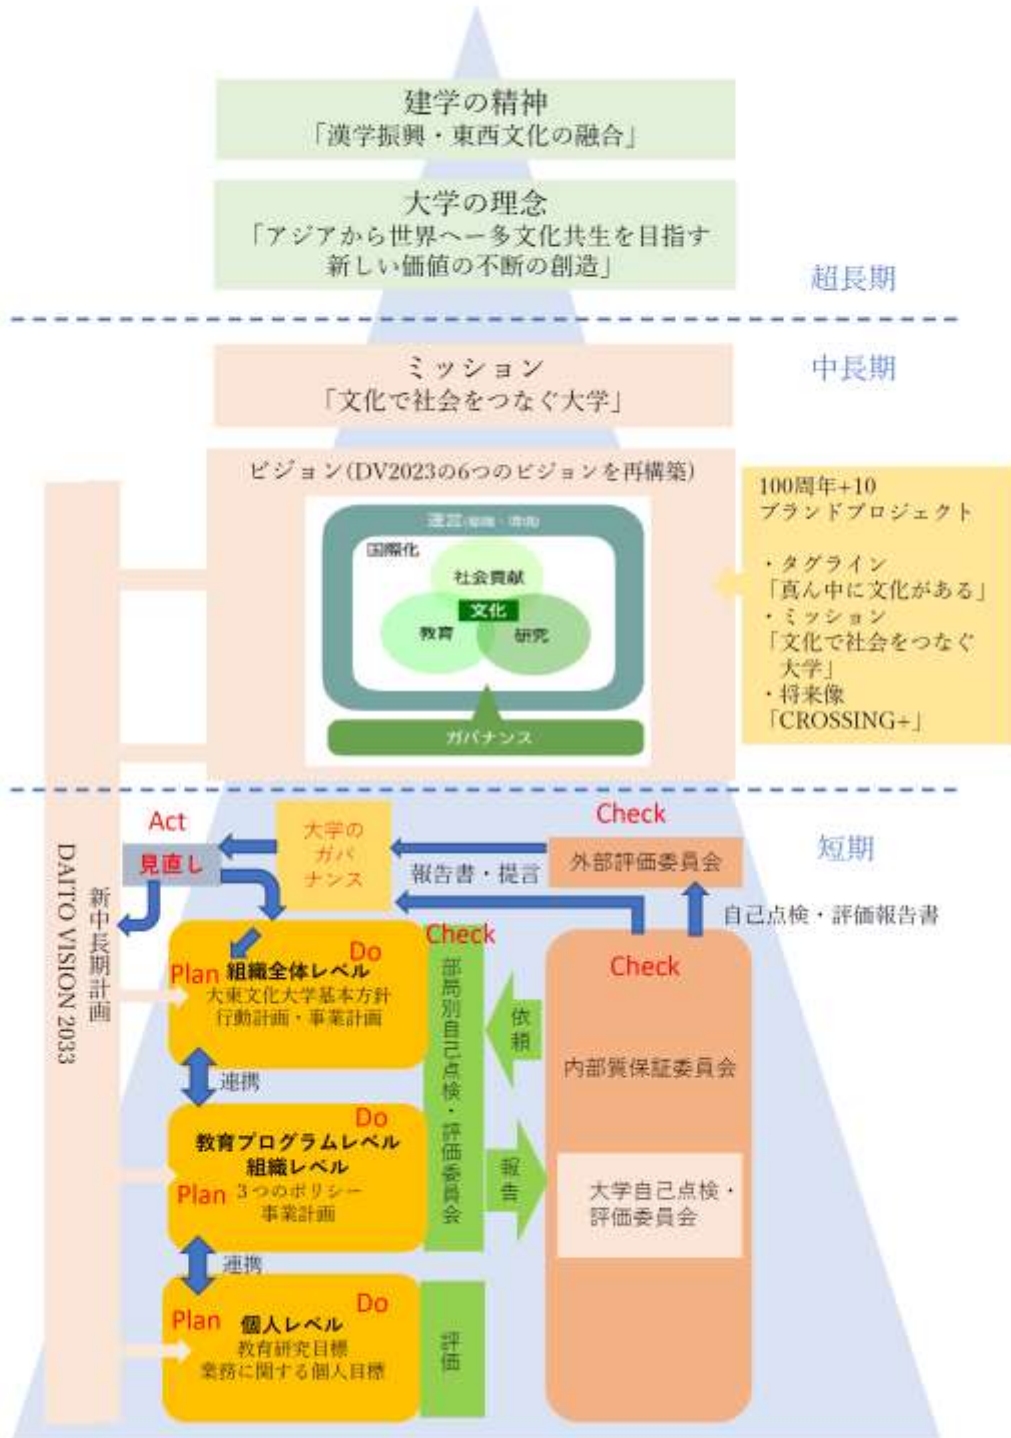 建学の精神
「漢学振興・東西文化の融合」
大学の理念
「アジアから世界へー多文化共生を目指す
新しい価値の不断の創造」
超長期
中長期
ミッション
「文化で社会をつなぐ大学」
ビジョン(DV2023の6つのビジョンを再構築)
運営
国際化
社会貢献
文化
教育
研究
ガバナンス
100周年+10
ブランドプロジェクト
・タグライン
「真ん中に文化がある」
・ミッション
「文化で社会をつなぐ
大学」
・将来像
「CROSSING+」
短期
新中長期計画
DAITO VISION 2033
Act
見直し
大学の
ガバ
ナンス
Check
外部評価委員会
報告書・提言
自己点検・評価報告書
Plan
Do
組織全体レベル
大東文化大学基本方針
行動計画・事業計画
連携
Do
教育プログラムレベル
組織レベル
Plan
３つのポリシー
事業計画
連携
Plan
Do
個人レベル
教育研究目標
業務に関する個人目標
Check
部局別自己点検・評価委員会
評価
依頼
報告
Check
内部質保証委員会
大学自己点検・
評価委員会